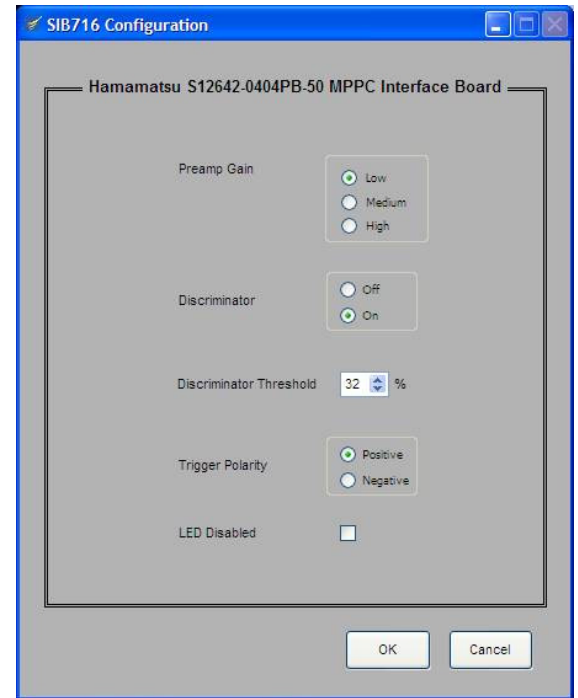 SIB716 Configuration
Hamamatsu S12642-0404PB-50 MPPC Interface Board
Preamp Gain
Low
Medium
High
Discriminator
Off
On
Discriminator Threshold 32 %
Trigger Polarity
Positive
Negative
LED Disabled
OK Cancel